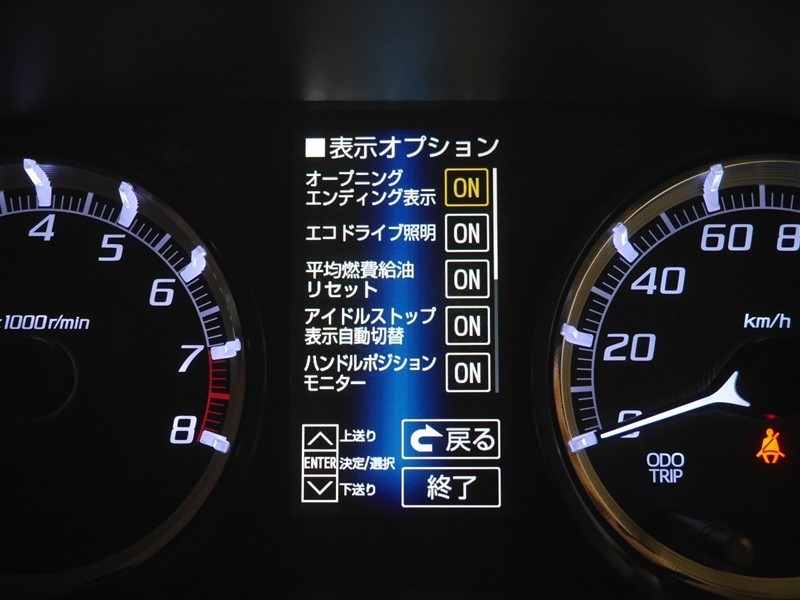 ■表示オプション
オープニング
エンディング表示
ON
エコドライブ照明
ON
平均燃費給油
リセット
ON
アイドルストップ
表示自動切替
ON
ハンドルポジション
モニター
ON
上送り
ENTER
決定/選択
下送り
戻る
終了
4
5
6
7
8
×1000r/min
0
20
40
60
8
km/h
ODO
TRIP